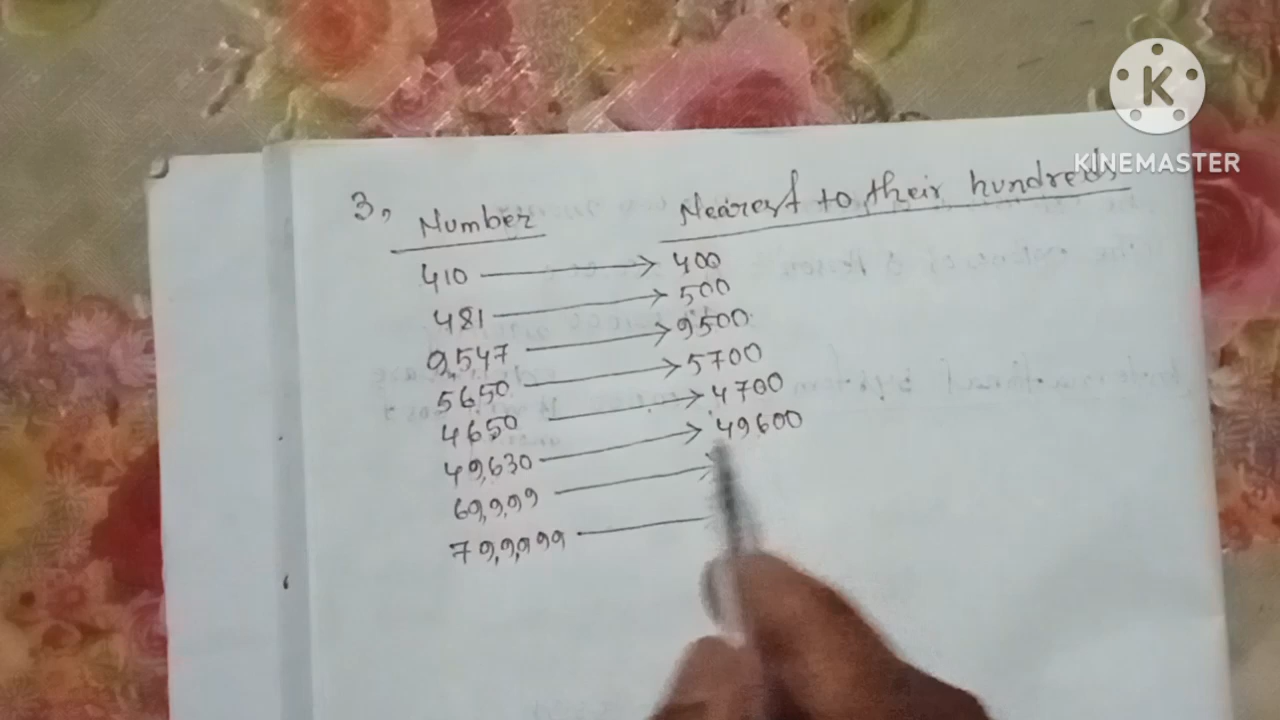 K
KINEMASTER
3, Number Nearest to their hundreds
410 → 400
481 → 500
9,547 → 9500
5650 → 5700
4650 → 4700
49,630 → 49600
69,999 →
79,9,999